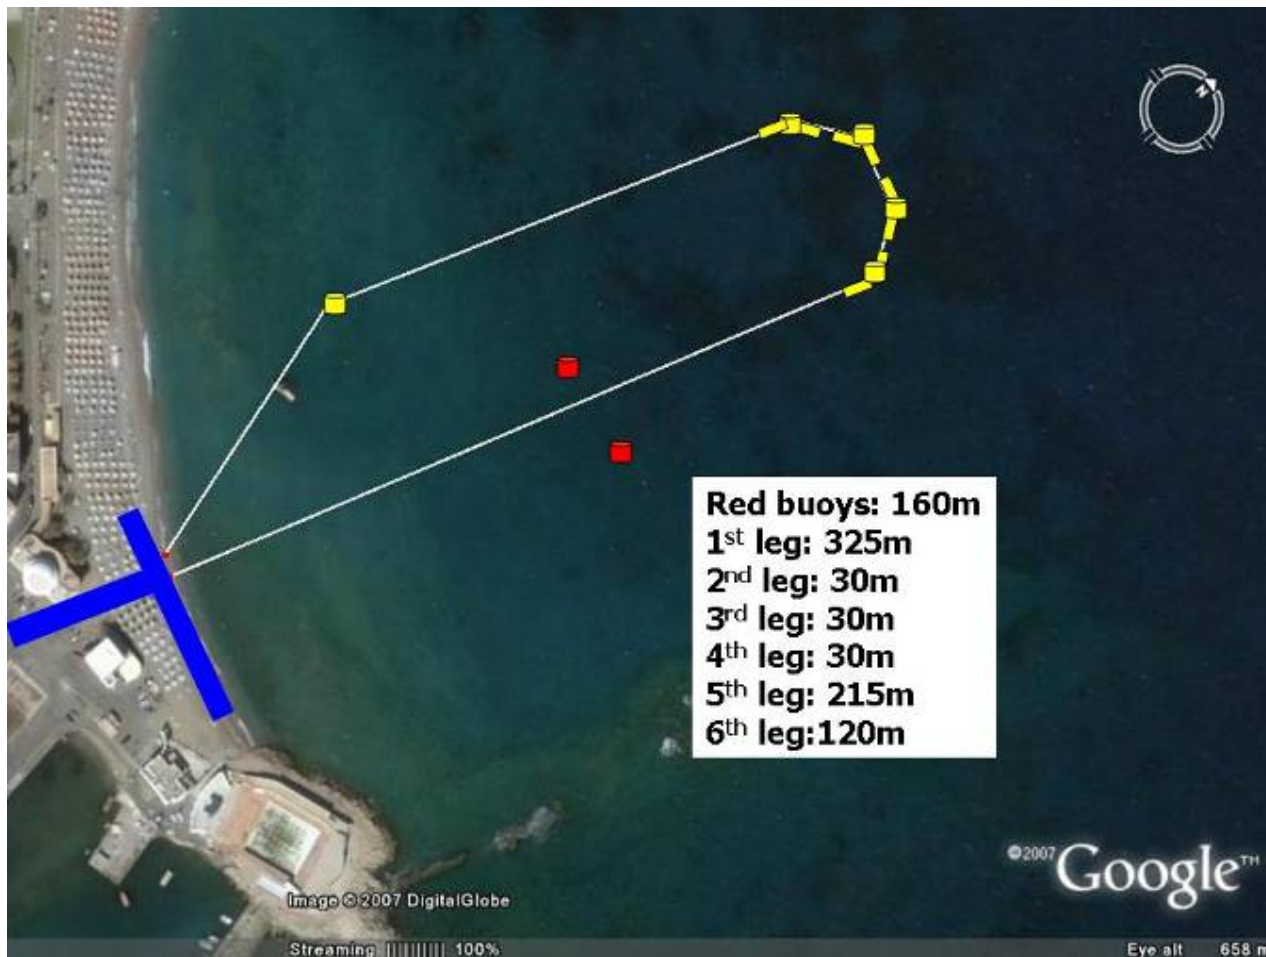 N
Red buoys: 160m
1st leg: 325m
2nd leg: 30m
3rd leg: 30m
4th leg: 30m
5th leg: 215m
6th leg:120m
©2007 Google™
Image © 2007 DigitalGlobe
Streaming |||||||||| 100%
Eye alt 658 m